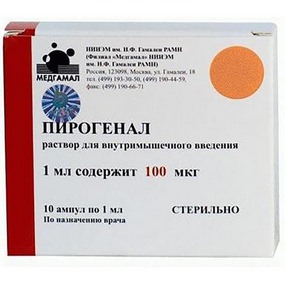 НИИЭМ им. Н.Ф. Гамалеи РАМН
(Филиал «Медгамал» НИИЭМ
им. Н.Ф. Гамалеи РАМН)
Россия, 123098, Москва, ул. Гамалеи, 18
тел. (499) 193-30-50, (499) 190-44-59,
факс: (499) 190-66-71
МЕДГАМАЛ
ПИРОГЕНАЛ
раствор для внутримышечного введения
1 мл содержит 100 мкг
10 ампул по 1 мл
По назначению врача
СТЕРИЛЬНО